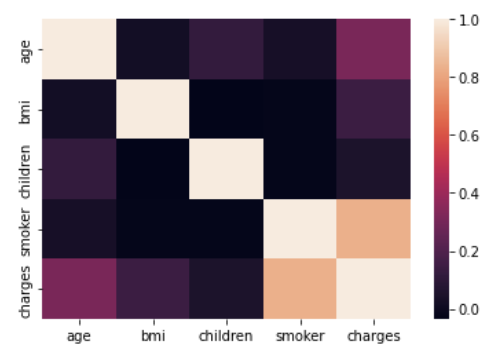 age
bmi
children
smoker
charges
age bmi children smoker charges
1.0
0.8
0.6
0.4
0.2
0.0